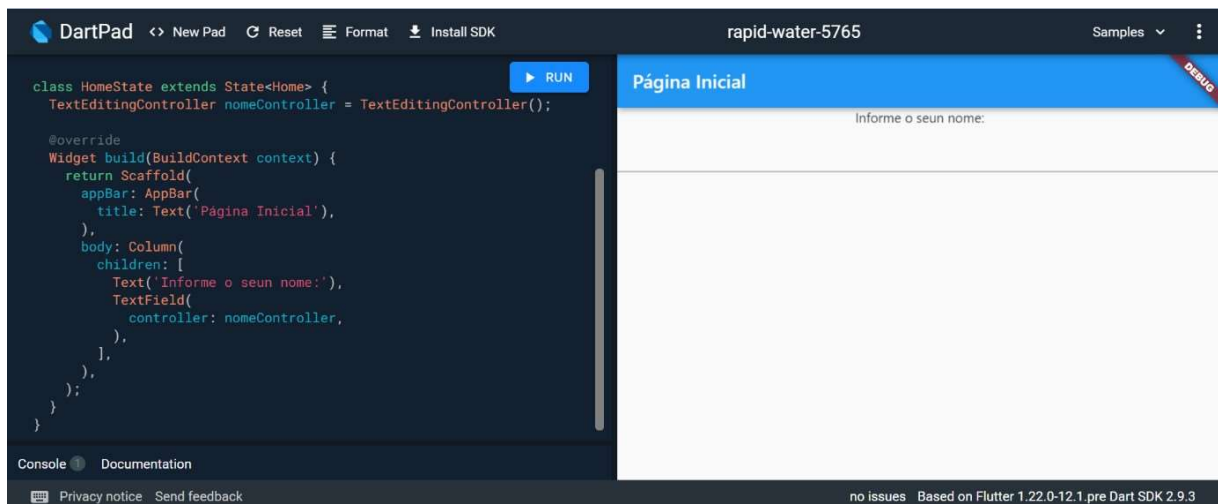 DartPad <> New Pad Reset Format Install SDK rapid-water-5765 Samples
RUN
class HomeState extends State<Home> {
TextEditingController nomeController = TextEditingController();
@override
Widget build(BuildContext context) {
return Scaffold(
appBar: AppBar(
title: Text('Página Inicial'),
),
body: Column(
children: [
Text('Informe o seun nome:'),
TextField(
controller: nomeController,
),
],
),
);
}
}
Console 1 Documentation
Página Inicial
DEBUG
Informe o seun nome:
Privacy notice Send feedback no issues Based on Flutter 1.22.0-12.1.pre Dart SDK 2.9.3